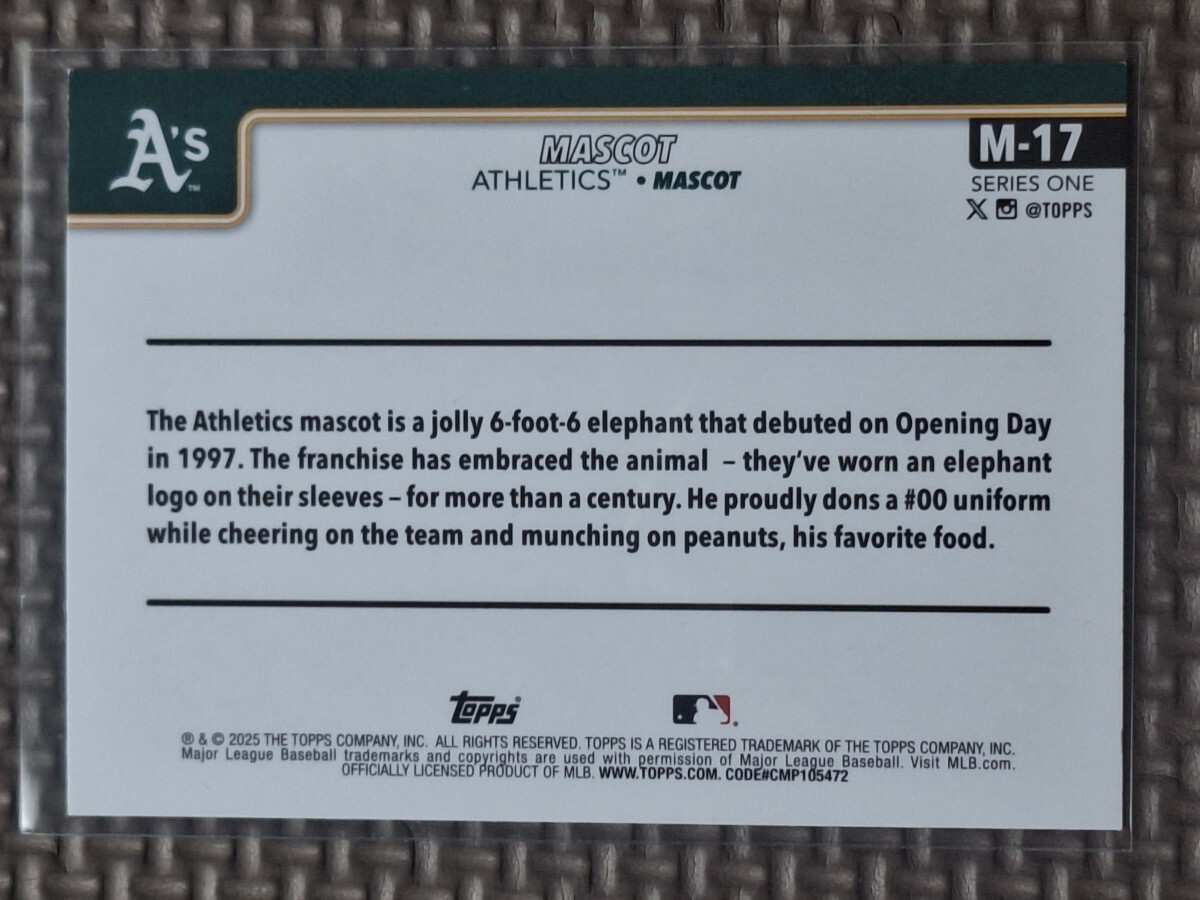 A's™
MASCOT
ATHLETICS™ • MASCOT
M-17
SERIES ONE
X @TOPPS
The Athletics mascot is a jolly 6-foot-6 elephant that debuted on Opening Day
in 1997. The franchise has embraced the animal – they've worn an elephant
logo on their sleeves – for more than a century. He proudly dons a #00 uniform
while cheering on the team and munching on peanuts, his favorite food.
topps®
® & © 2025 THE TOPPS COMPANY, INC. ALL RIGHTS RESERVED. TOPPS IS A REGISTERED TRADEMARK OF THE TOPPS COMPANY, INC.
Major League Baseball trademarks and copyrights are used with permission of Major League Baseball. Visit MLB.com.
OFFICIALLY LICENSED PRODUCT OF MLB. WWW.TOPPS.COM. CODE#CMP105472